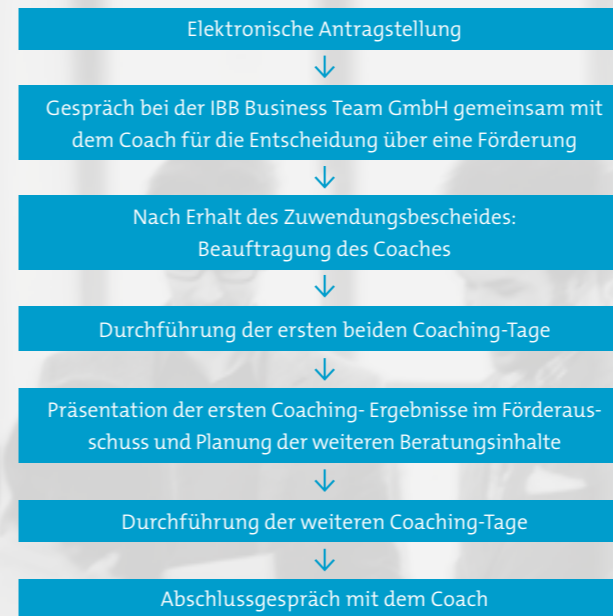 Elektronische Antragstellung
Gespräch bei der IBB Business Team GmbH gemeinsam mit
dem Coach für die Entscheidung über eine Förderung
Nach Erhalt des Zuwendungsbescheides:
Beauftragung des Coaches
Durchführung der ersten beiden Coaching-Tage
Präsentation der ersten Coaching- Ergebnisse im Förderaus-
schuss und Planung der weiteren Beratungsinhalte
Durchführung der weiteren Coaching-Tage
Abschlussgespräch mit dem Coach